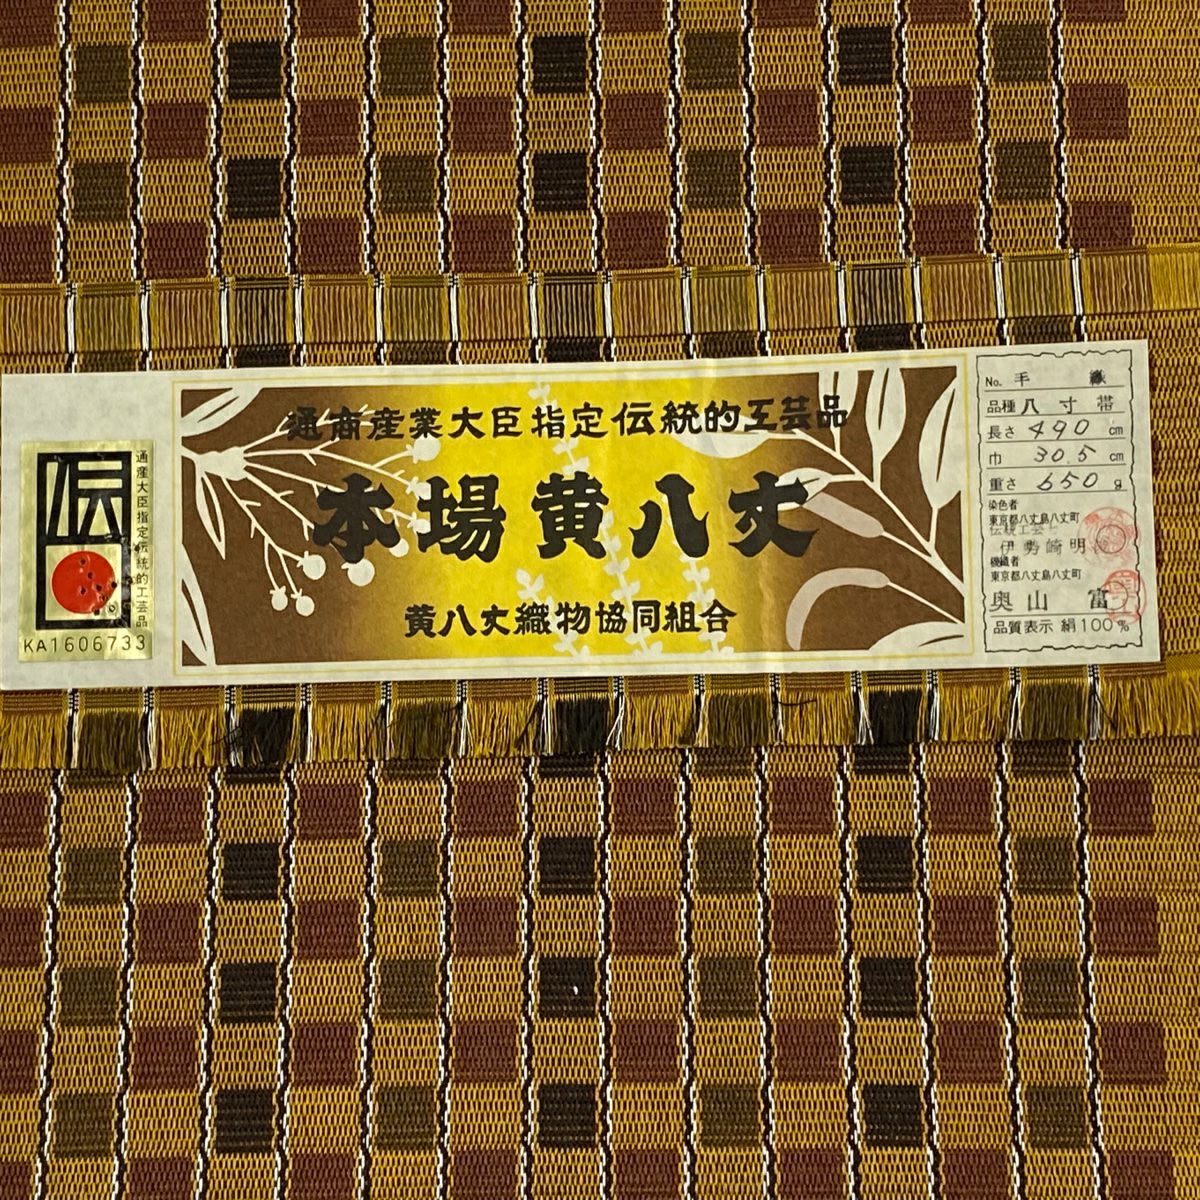 伝
通産大臣指定伝統的工芸品
KA1606733
通商産業大臣指定伝統的工芸品
本場黄八丈
黄八丈織物協同組合
No. 手 織
品種 八寸帯
長さ 490 cm
巾 30.5 cm
重さ 650 g
染色者
東京都八丈島八丈町
伝統工芸士
伊勢崎明
機織者
東京都八丈島八丈町
奥山 富
品質表示 絹100%